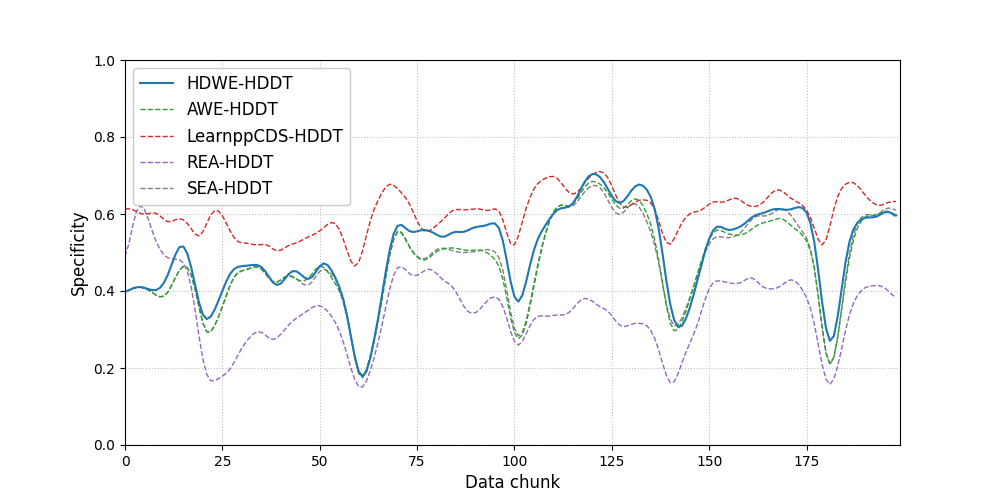 1.0
0.8
0.6
0.4
0.2
0.0
Specificity
HDWE-HDDT
AWE-HDDT
LearnppCDS-HDDT
REA-HDDT
SEA-HDDT
0 25 50 75 100 125 150 175
Data chunk